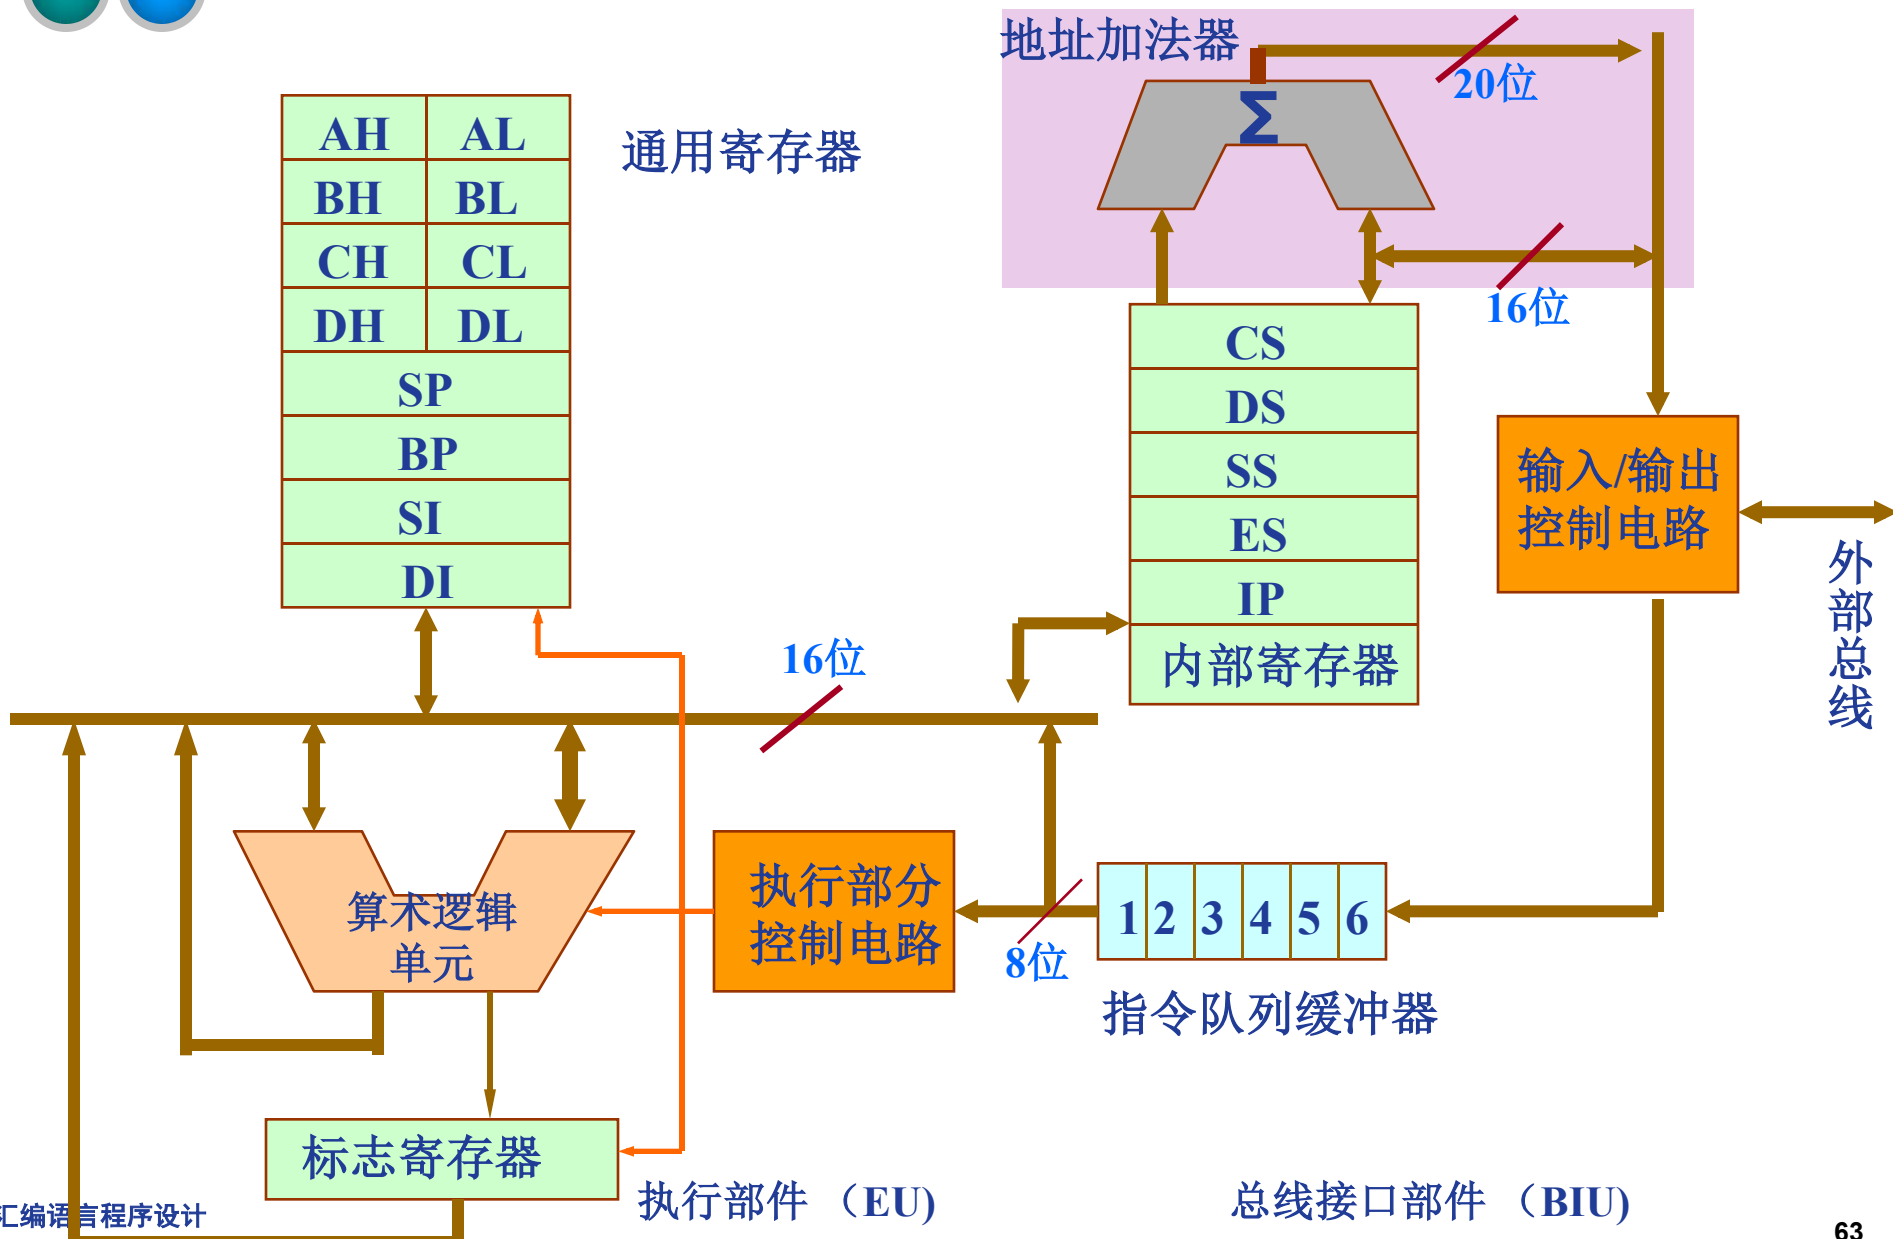 地址加法器
20位
Σ
AH AL
通用寄存器
BH BL
CH CL
DH DL
16位
SP
BP
SI
DI
CS
DS
SS
ES
IP
内部寄存器
输入/输出
控制电路
外部总线
16位
算术逻辑
单元
执行部分
控制电路
8位
1 2 3 4 5 6
指令队列缓冲器
标志寄存器
执行部件 （EU)
总线接口部件 （BIU)
汇编语言程序设计
63